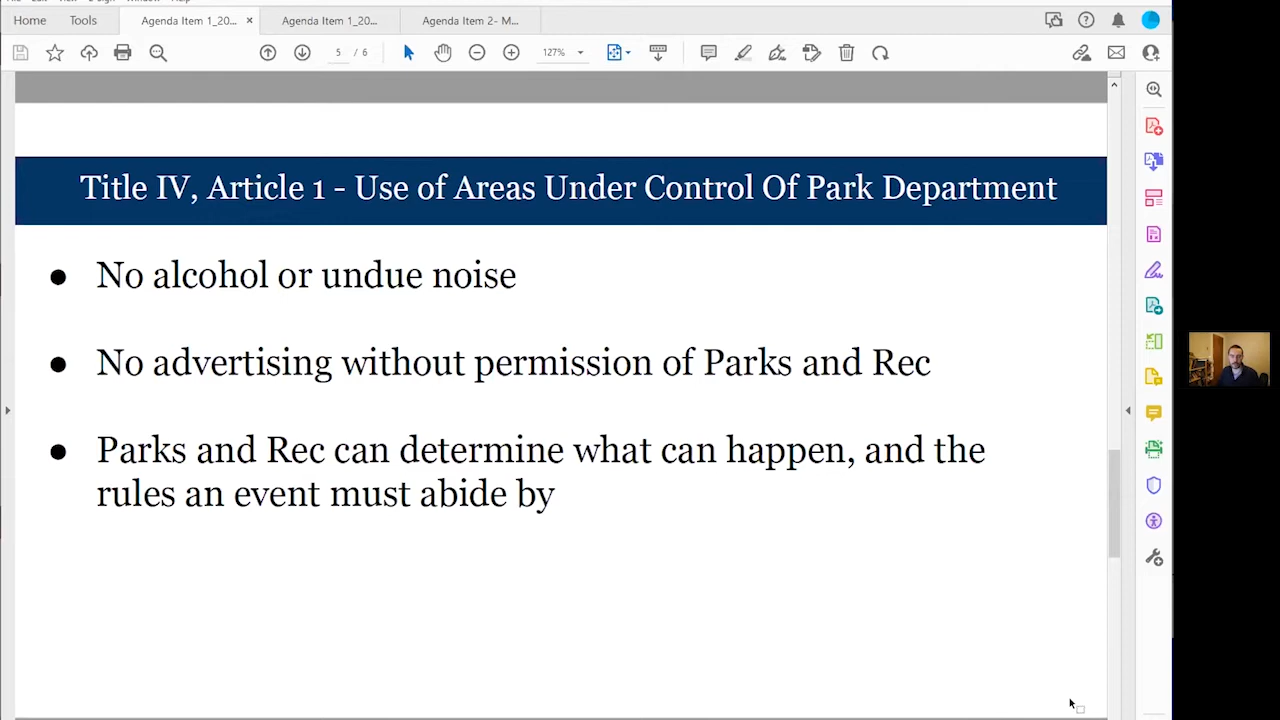 Home Tools Agenda Item 1_20... × Agenda Item 1_20... Agenda Item 2- M...
5 / 6 127%
Title IV, Article 1 - Use of Areas Under Control Of Park Department
● No alcohol or undue noise
● No advertising without permission of Parks and Rec
● Parks and Rec can determine what can happen, and the
rules an event must abide by